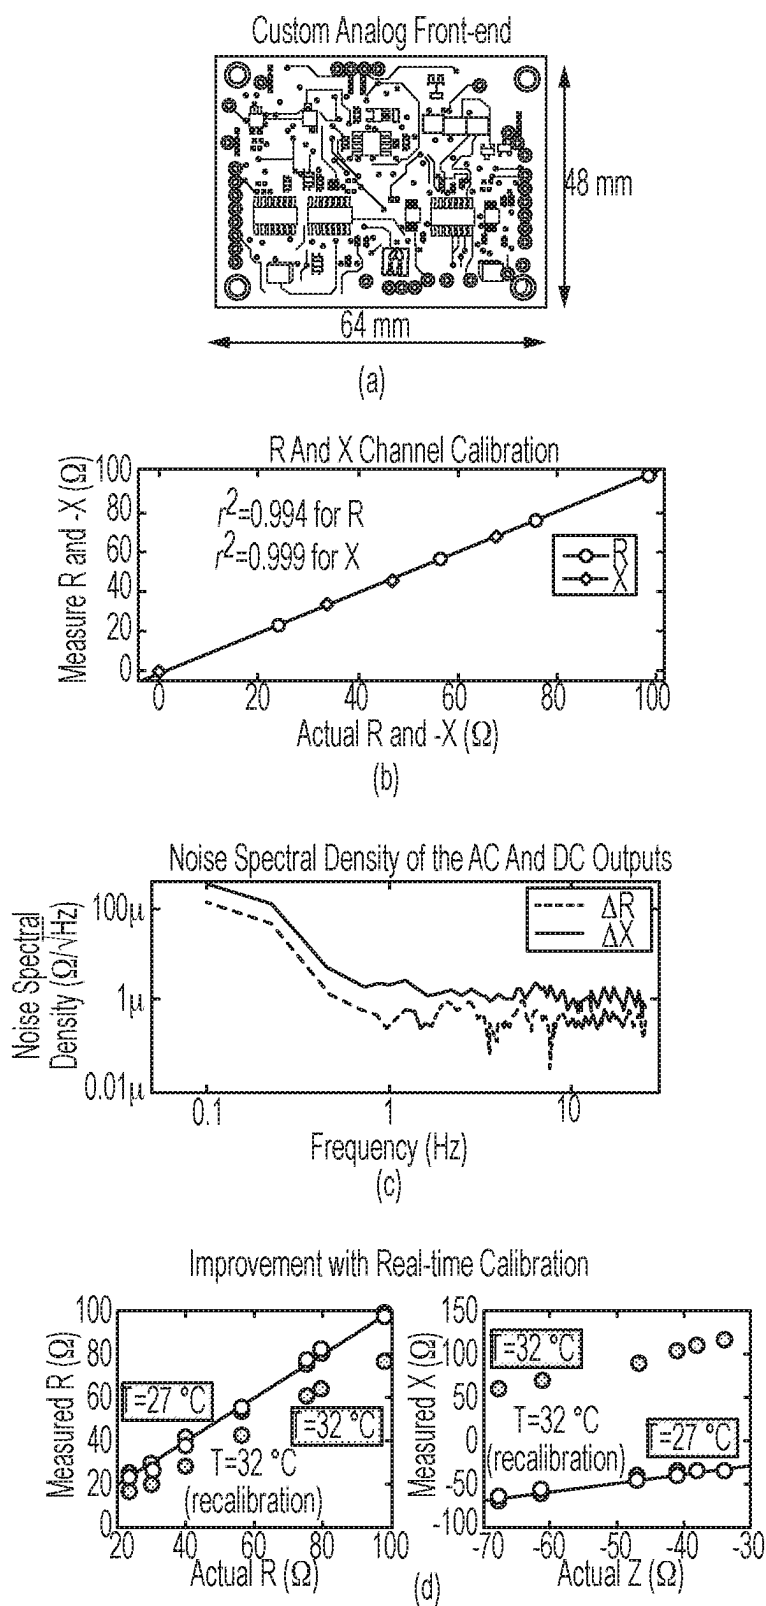 Custom Analog Front-end
48 mm
64 mm
(a)
R And X Channel Calibration
Measure R and -X (Ω)
100
80
60
40
20
0
r²=0.994 for R
r²=0.999 for X
R
X
0 20 40 60 80 100
Actual R and -X (Ω)
(b)
Noise Spectral Density of the AC And DC Outputs
Noise Spectral
Density (Ω/√Hz)
100μ
1μ
0.01μ
ΔR
ΔX
0.1 1 10
Frequency (Hz)
(c)
Improvement with Real-time Calibration
Measured R (Ω)
100
80
60
40
20
0
T=27 °C
T=32 °C
T=32 °C
(recalibration)
20 40 60 80 100
Actual R (Ω)
Measured X (Ω)
150
100
50
0
-50
-100
T=32 °C
T=32 °C
(recalibration)
T=27 °C
-70 -60 -50 -40 -30
Actual Z (Ω)
(d)